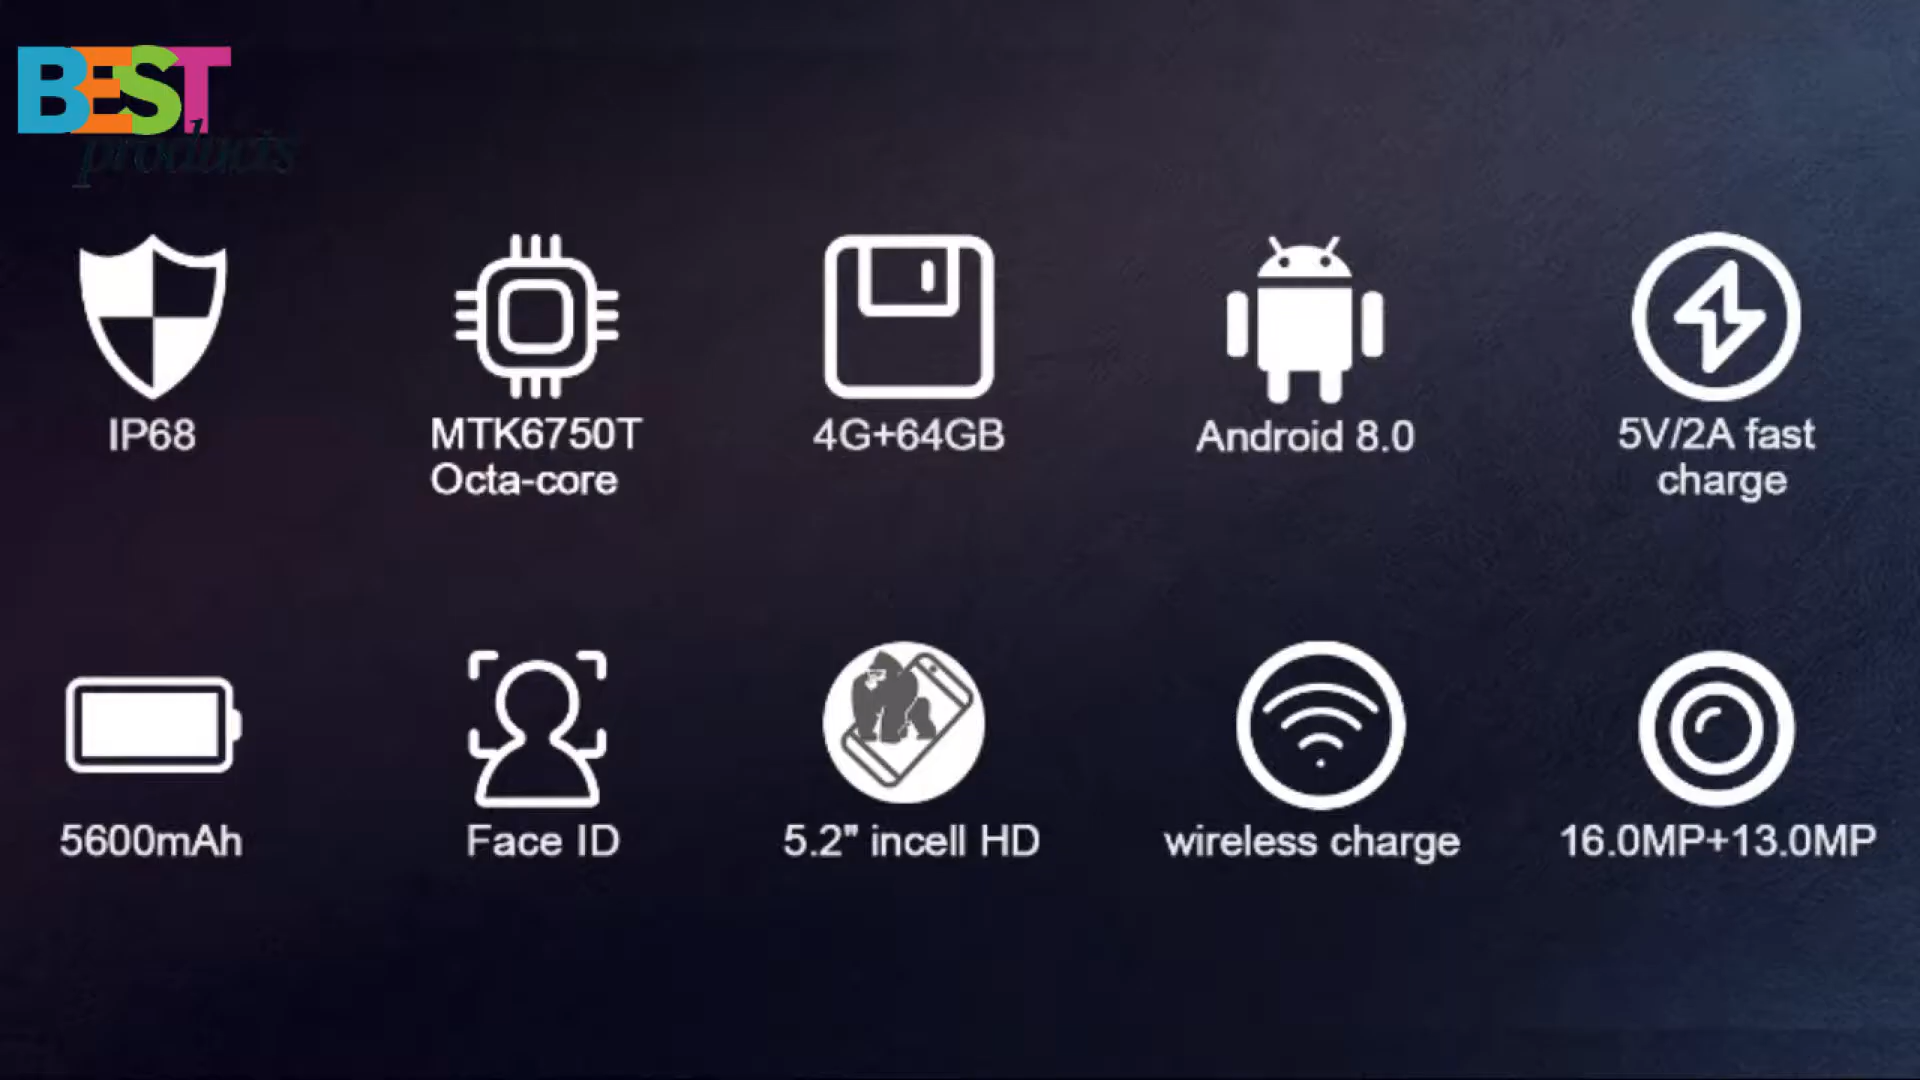 BEST
products
IP68
MTK6750T
Octa-core
4G+64GB
Android 8.0
5V/2A fast
charge
5600mAh
Face ID
5.2" incell HD
wireless charge
16.0MP+13.0MP